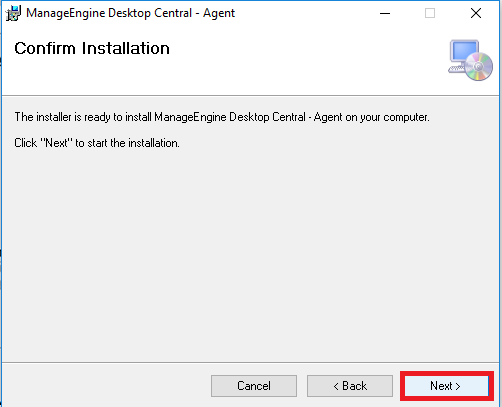 ManageEngine Desktop Central - Agent
Confirm Installation
The installer is ready to install ManageEngine Desktop Central - Agent on your computer.
Click "Next" to start the installation.
Cancel
< Back
Next >